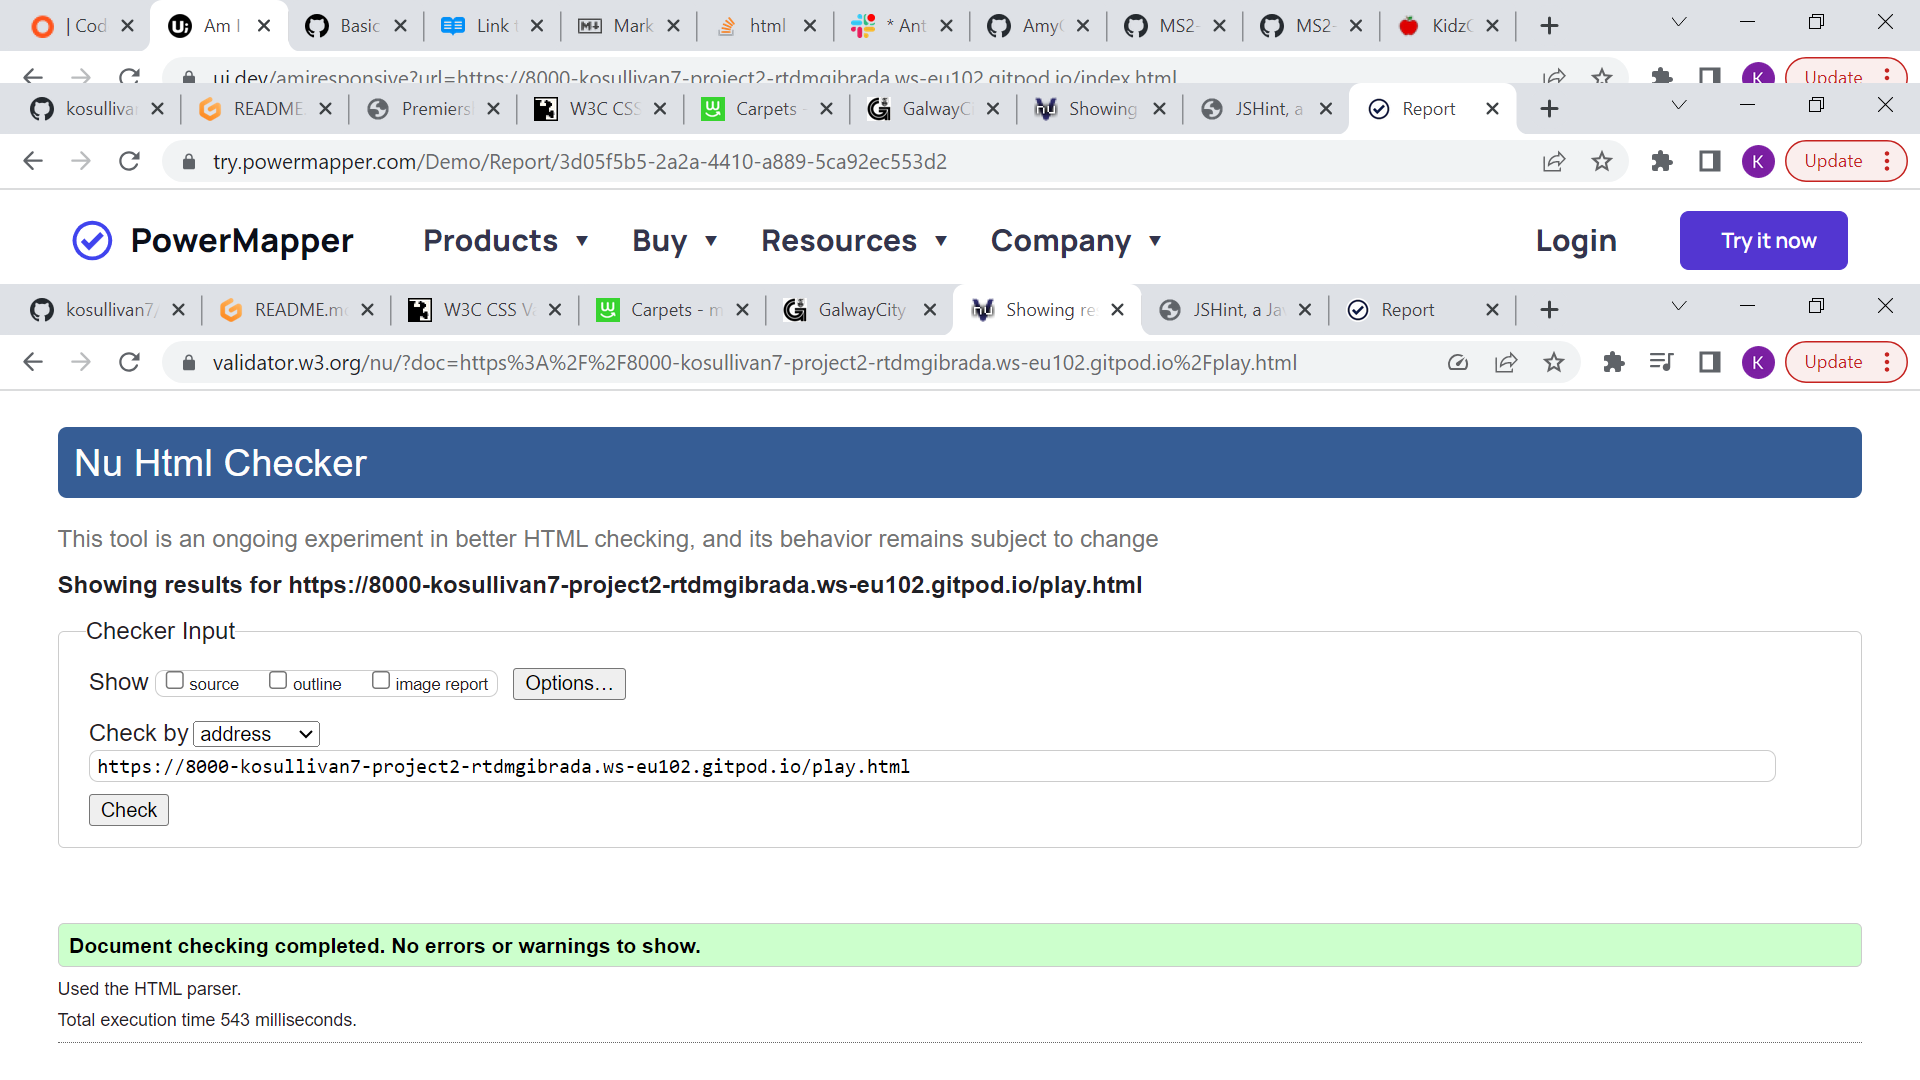 | Cod Am I Basic Link t Mark html * Ant Amy MS2- MS2- Kidz
ui.dev/amiresponsive?url=https://8000-kosullivan7-project2-rtdmgibrada.ws-eu102.gitpod.io/index.html K Update
kosullivan README. Premiersh W3C CSS Carpets - GalwayCi Showing JSHint, a Report
try.powermapper.com/Demo/Report/3d05f5b5-2a2a-4410-a889-5ca92ec553d2 K Update
PowerMapper Products Buy Resources Company Login Try it now
kosullivan7/ README.md W3C CSS Va Carpets - m GalwayCity Showing res JSHint, a Jav Report
validator.w3.org/nu/?doc=https%3A%2F%2F8000-kosullivan7-project2-rtdmgibrada.ws-eu102.gitpod.io%2Fplay.html K Update
Nu Html Checker
This tool is an ongoing experiment in better HTML checking, and its behavior remains subject to change
Showing results for https://8000-kosullivan7-project2-rtdmgibrada.ws-eu102.gitpod.io/play.html
Checker Input
Show source outline image report Options...
Check by address
https://8000-kosullivan7-project2-rtdmgibrada.ws-eu102.gitpod.io/play.html
Check
Document checking completed. No errors or warnings to show.
Used the HTML parser.
Total execution time 543 milliseconds.